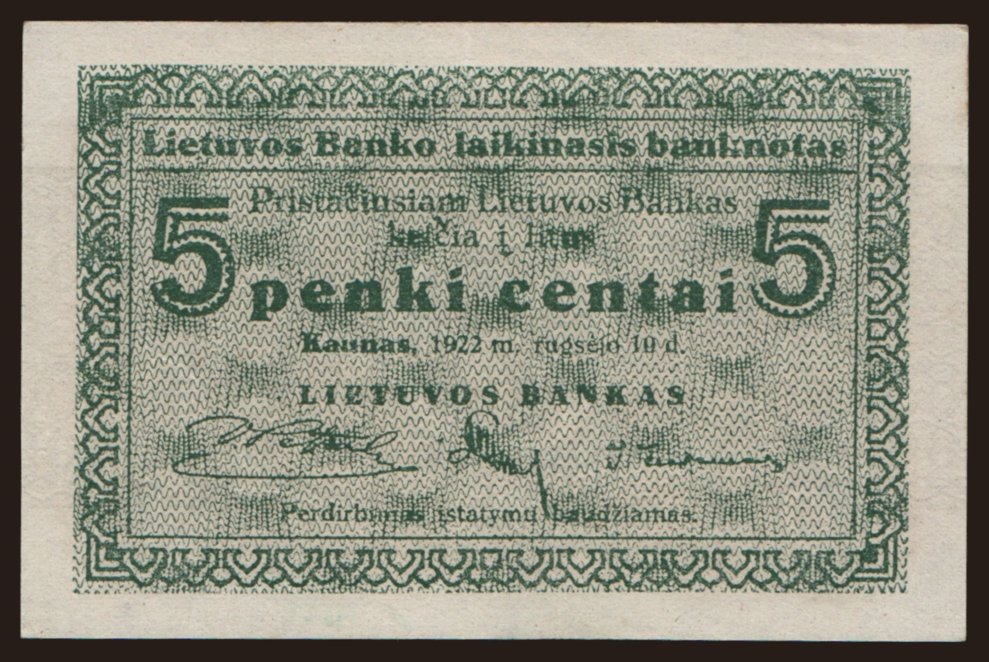 Lietuvos Banko laikinasis banknotas
Pristačiusiam Lietuvos Bankas
keičia į litus
5 penki centai 5
Kaunas, 1922 m. rugsėjo 10 d.
LIETUVOS BANKAS
Perdirbimas įstatymu baudžiamas.